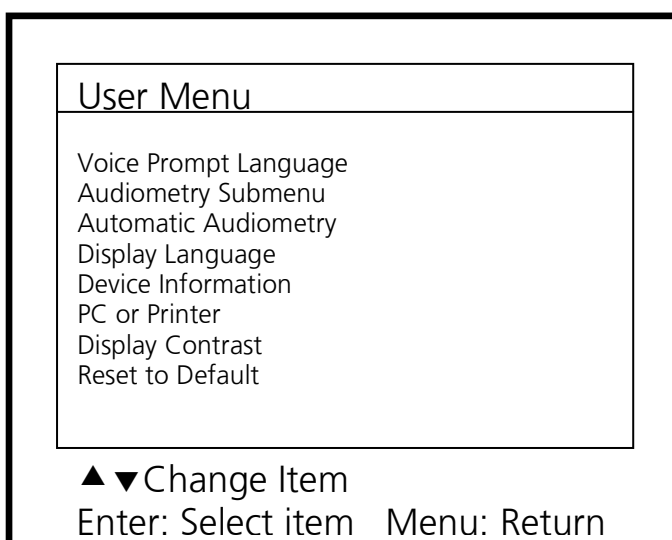 User Menu
Voice Prompt Language
Audiometry Submenu
Automatic Audiometry
Display Language
Device Information
PC or Printer
Display Contrast
Reset to Default
▲ ▼Change Item
Enter: Select item Menu: Return